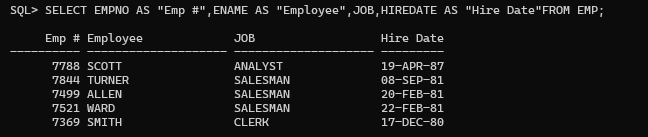 SQL> SELECT EMPNO AS "Emp #",ENAME AS "Employee",JOB,HIREDATE AS "Hire Date"FROM EMP;
Emp # Employee JOB Hire Date
---------- -------------------- -------------------- ---------
7788 SCOTT ANALYST 19-APR-87
7844 TURNER SALESMAN 08-SEP-81
7499 ALLEN SALESMAN 20-FEB-81
7521 WARD SALESMAN 22-FEB-81
7369 SMITH CLERK 17-DEC-80